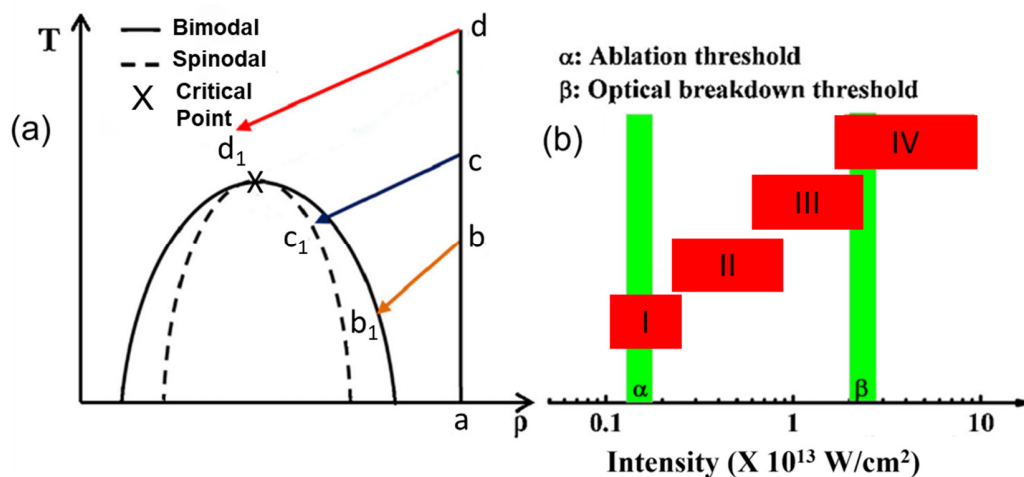 T
Bimodal
Spinodal
X Critical
Point
(a)
d
d₁
c
X
c₁
b
b₁
a
ρ
α: Ablation threshold
β: Optical breakdown threshold
(b)
IV
III
II
I
α
β
0.1 1 10
Intensity (X 10¹³ W/cm²)